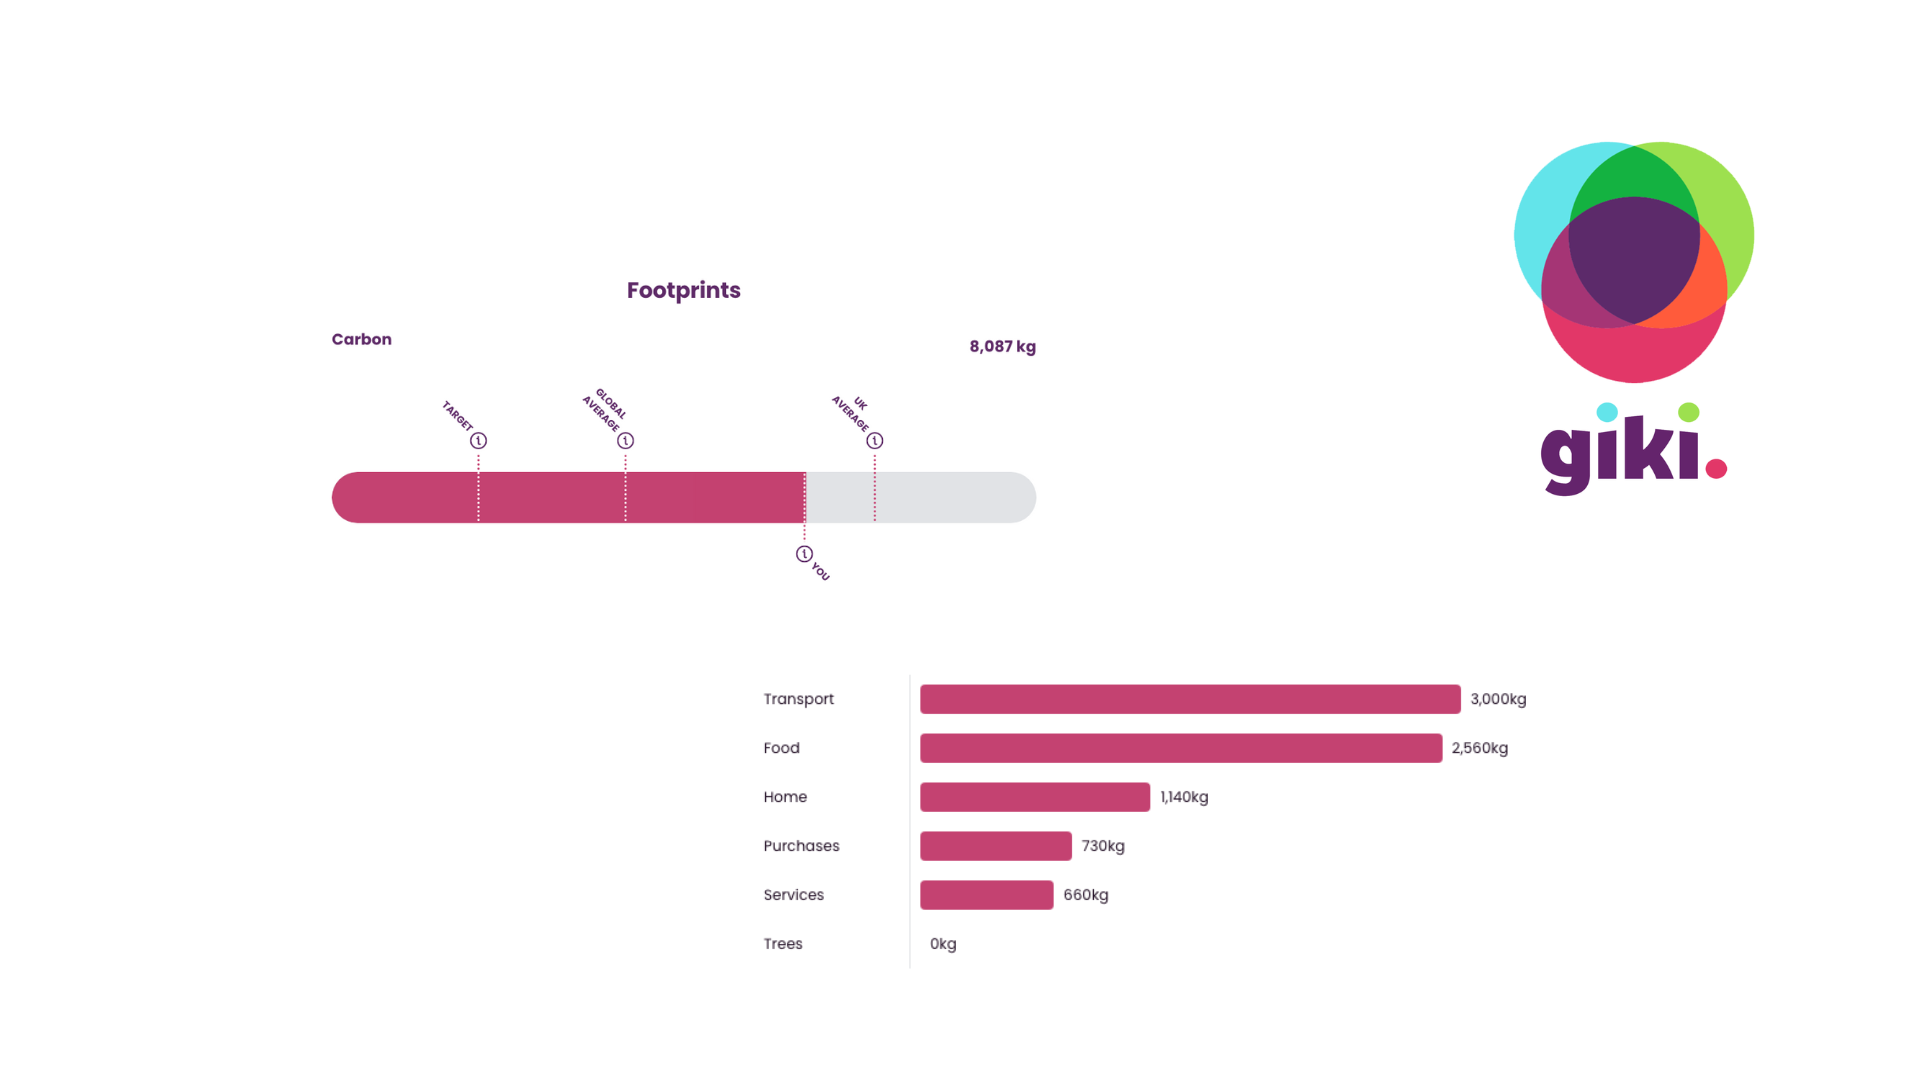 Footprints
Carbon
8,087 kg
TARGET
GLOBAL
AVERAGE
UK
AVERAGE
YOU
giki.
Transport
3,000kg
Food
2,560kg
Home
1,140kg
Purchases
730kg
Services
660kg
Trees
0kg